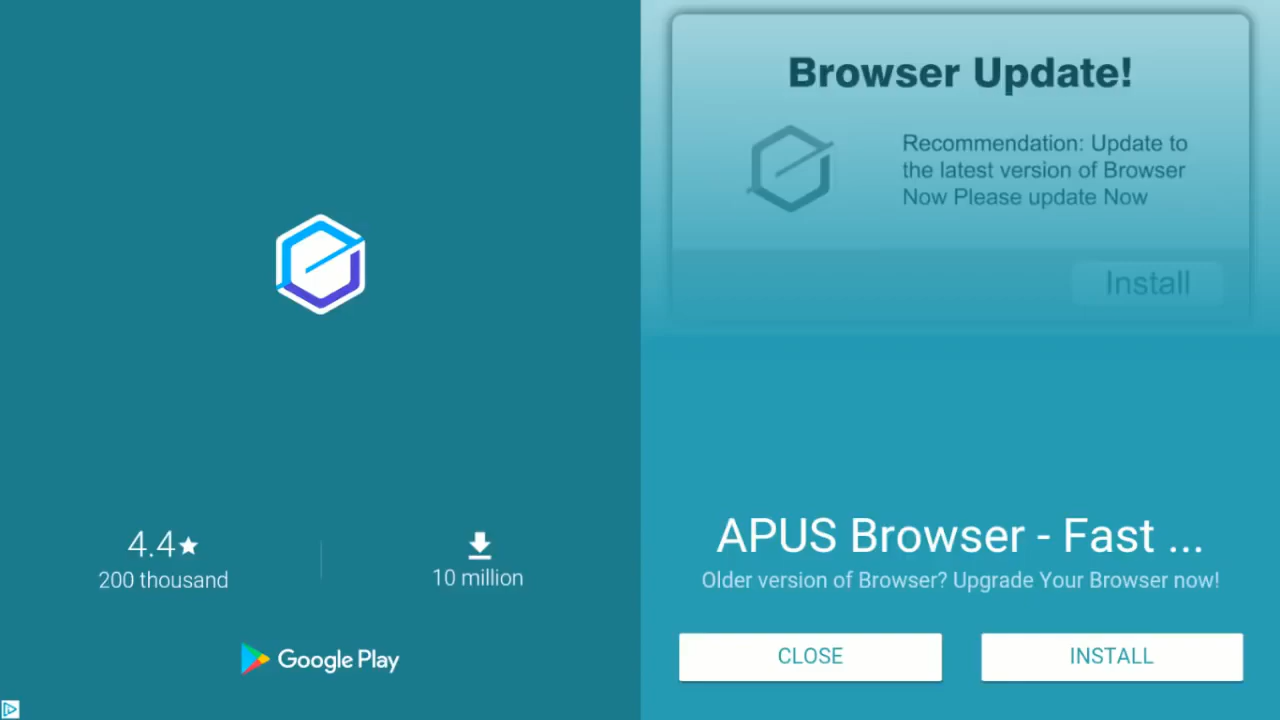 4.4★
200 thousand
10 million
Google Play
Browser Update!
Recommendation: Update to
the latest version of Browser
Now Please update Now
Install
APUS Browser - Fast ...
Older version of Browser? Upgrade Your Browser now!
CLOSE
INSTALL